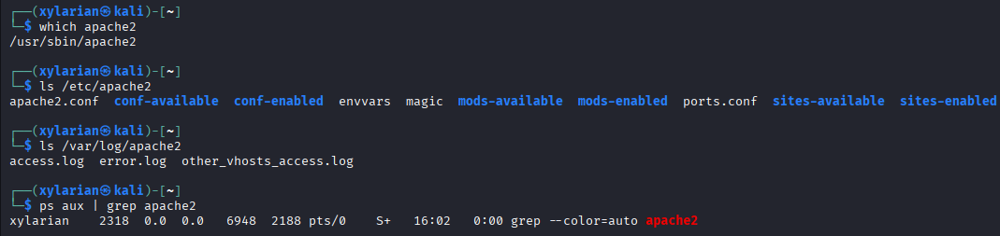 ┌──(xylarian㉿kali)-[~]
└─$ which apache2
/usr/sbin/apache2
┌──(xylarian㉿kali)-[~]
└─$ ls /etc/apache2
apache2.conf  conf-available  conf-enabled  envvars  magic  mods-available  mods-enabled  ports.conf  sites-available  sites-enabled
┌──(xylarian㉿kali)-[~]
└─$ ls /var/log/apache2
access.log  error.log  other_vhosts_access.log
┌──(xylarian㉿kali)-[~]
└─$ ps aux | grep apache2
xylarian    2318  0.0  0.0   6948  2188 pts/0    S+   16:02   0:00 grep --color=auto apache2